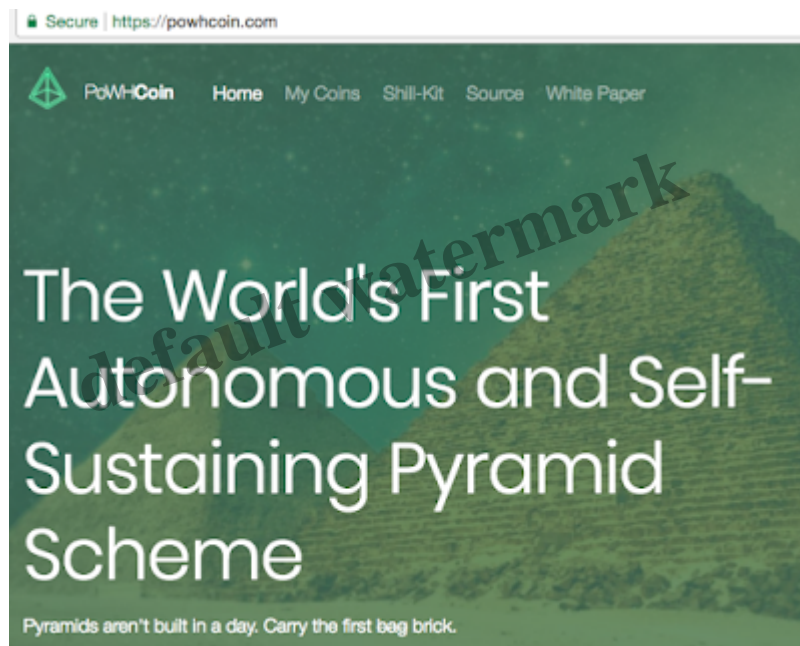 Secure | https://powhcoin.com
PoWHCoin Home My Coins Shill-Kit Source White Paper
The World's First
Autonomous and Self-
Sustaining Pyramid
Scheme
Pyramids aren't built in a day. Carry the first bag brick.
default watermark